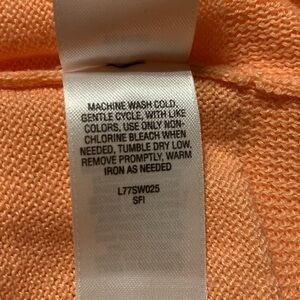 MACHINE WASH COLD,
GENTLE CYCLE, WITH LIKE
COLORS, USE ONLY NON-
CHLORINE BLEACH WHEN
NEEDED, TUMBLE DRY LOW,
REMOVE PROMPTLY, WARM
IRON AS NEEDED
L77SW025
SFI